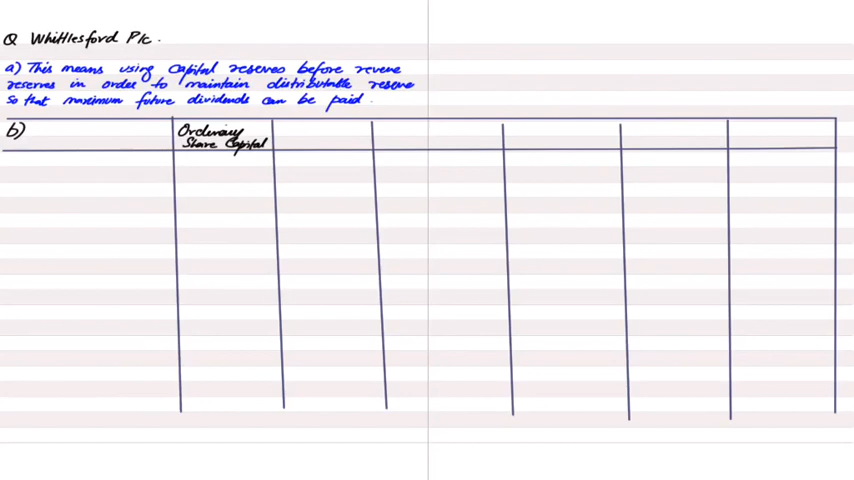 Q Whittlesford Plc.
a) This means using capital reserves before revenue
reserves in order to maintain distributable reserve
so that maximum future dividends can be paid.
b)
Ordinary
Share Capital